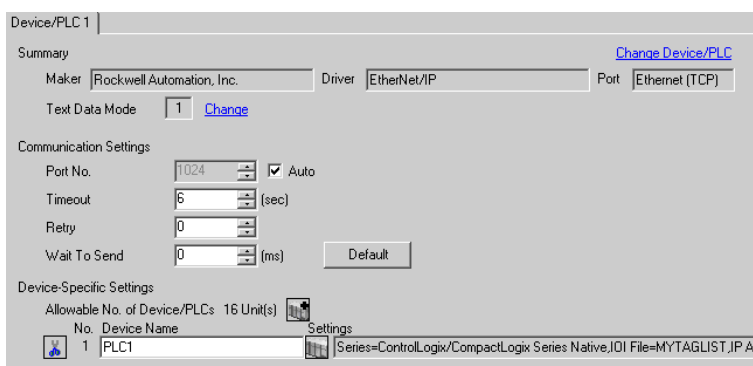 Device/PLC 1
Summary Change Device/PLC
Maker Rockwell Automation, Inc. Driver EtherNet/IP Port Ethernet (TCP)
Text Data Mode 1 Change
Communication Settings
Port No. 1024 Auto
Timeout 6 (sec)
Retry 0
Wait To Send 0 (ms) Default
Device-Specific Settings
Allowable No. of Device/PLCs 16 Unit(s)
No. Device Name Settings
1 PLC1 Series=ControlLogix/CompactLogix Series Native,IOI File=MYTAGLIST,IP A